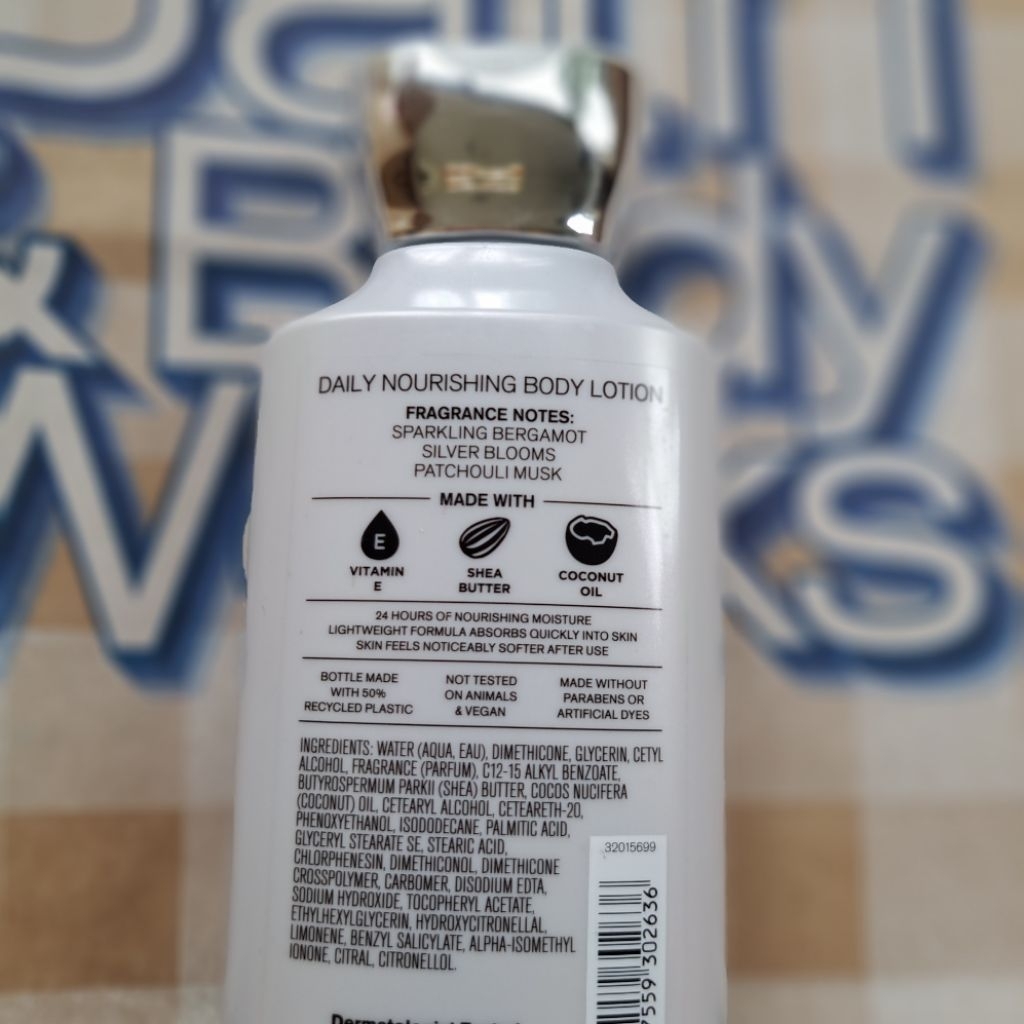 Bath
& Body
Works
DAILY NOURISHING BODY LOTION
FRAGRANCE NOTES:
SPARKLING BERGAMOT
SILVER BLOOMS
PATCHOULI MUSK
MADE WITH
E
VITAMIN
E
SHEA
BUTTER
COCONUT
OIL
24 HOURS OF NOURISHING MOISTURE
LIGHTWEIGHT FORMULA ABSORBS QUICKLY INTO SKIN
SKIN FEELS NOTICEABLY SOFTER AFTER USE
BOTTLE MADE
WITH 50%
RECYCLED PLASTIC
NOT TESTED
ON ANIMALS
& VEGAN
MADE WITHOUT
PARABENS OR
ARTIFICIAL DYES
INGREDIENTS: WATER (AQUA, EAU), DIMETHICONE, GLYCERIN, CETYL
ALCOHOL, FRAGRANCE (PARFUM), C12-15 ALKYL BENZOATE,
BUTYROSPERMUM PARKII (SHEA) BUTTER, COCOS NUCIFERA
(COCONUT) OIL, CETEARYL ALCOHOL, CETEARETH-20,
PHENOXYETHANOL, ISODODECANE, PALMITIC ACID,
GLYCERYL STEARATE SE, STEARIC ACID,
CHLORPHENESIN, DIMETHICONOL, DIMETHICONE
CROSSPOLYMER, CARBOMER, DISODIUM EDTA,
SODIUM HYDROXIDE, TOCOPHERYL ACETATE,
ETHYLHEXYLGLYCERIN, HYDROXYCITRONELLAL,
LIMONENE, BENZYL SALICYLATE, ALPHA-ISOMETHYL
IONONE, CITRAL, CITRONELLOL.
32015699
7559 302636